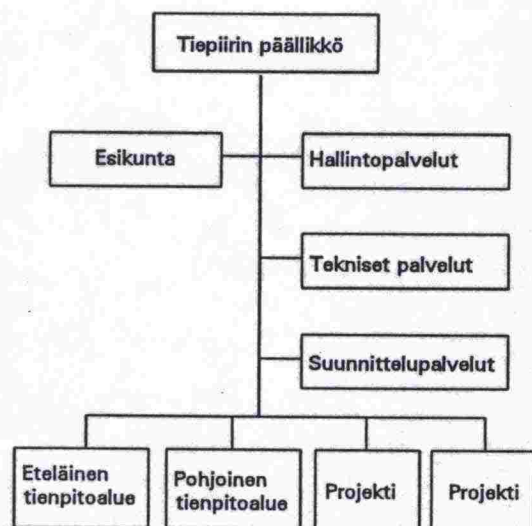 Tiepiirin päällikkö
Esikunta
Hallintopalvelut
Tekniset palvelut
Suunnittelupalvelut
Eteläinen
tienpitoalue
Pohjoinen
tienpitoalue
Projekti
Projekti